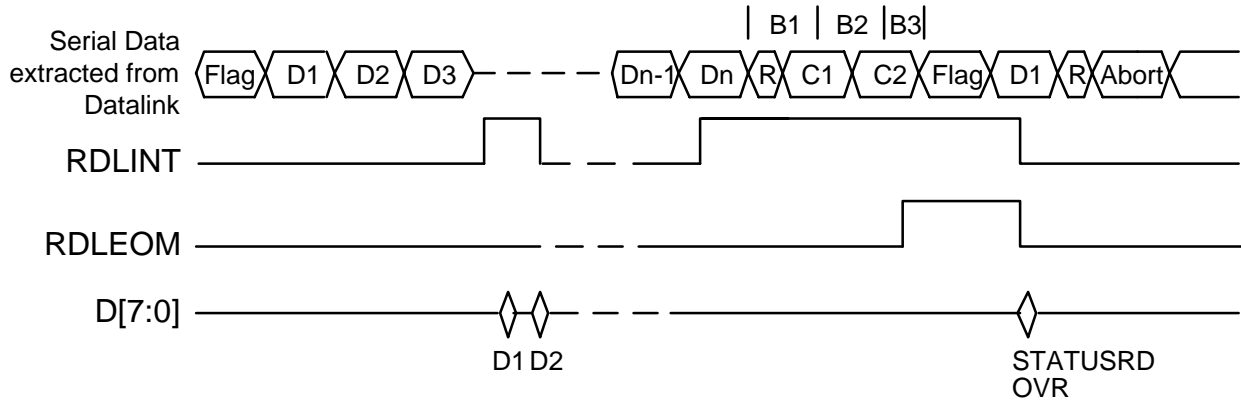 B1 B2 B3
Serial Data
extracted from
Datalink
Flag D1 D2 D3 Dn-1 Dn R C1 C2 Flag D1 R Abort
RDLINT
RDLEOM
D[7:0]
D1 D2
STATUSRD
OVR